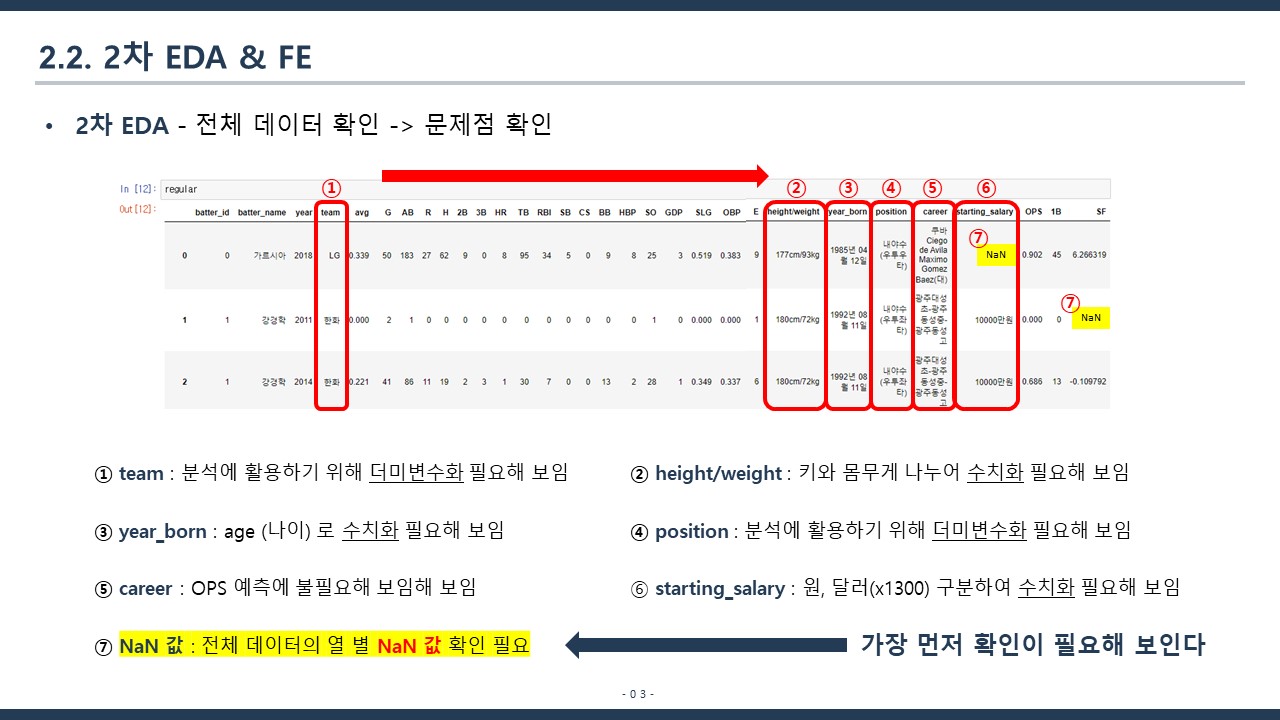 2.2. 2차 EDA & FE
• 2차 EDA - 전체 데이터 확인 -> 문제점 확인
In [12]: regular
① ② ③ ④ ⑤ ⑥
Out[12]:
batter_id batter_name year team avg G AB R H 2B 3B HR TB RBI SB CS BB HBP SO GDP SLG OBP E height/weight year_born position career starting_salary OPS 1B SF
0 0 가르시아 2018 LG 0.339 50 183 27 62 9 0 8 95 34 5 0 9 8 25 3 0.519 0.383 9 177cm/93kg 1985년 04월 12일 내야수(우투우타) 쿠바 Ciego de Avila Maximo Gomez Baez(대) ⑦ NaN 0.902 45 6.266319
1 1 강경학 2011 한화 0.000 2 1 0 0 0 0 0 0 0 0 0 0 0 1 0 0.000 0.000 1 180cm/72kg 1992년 08월 11일 내야수(우투좌타) 광주대성초-광주동성중-광주동성고 10000만원 0.000 0 ⑦ NaN
2 1 강경학 2014 한화 0.221 41 86 11 19 2 3 1 30 7 0 0 13 2 28 1 0.349 0.337 6 180cm/72kg 1992년 08월 11일 내야수(우투좌타) 광주대성초-광주동성중-광주동성고 10000만원 0.686 13 -0.109792
① team : 분석에 활용하기 위해 더미변수화 필요해 보임
② height/weight : 키와 몸무게 나누어 수치화 필요해 보임
③ year_born : age (나이) 로 수치화 필요해 보임
④ position : 분석에 활용하기 위해 더미변수화 필요해 보임
⑤ career : OPS 예측에 불필요해 보임해 보임
⑥ starting_salary : 원, 달러(x1300) 구분하여 수치화 필요해 보임
⑦ NaN 값 : 전체 데이터의 열 별 NaN 값 확인 필요
가장 먼저 확인이 필요해 보인다
- 0 3 -